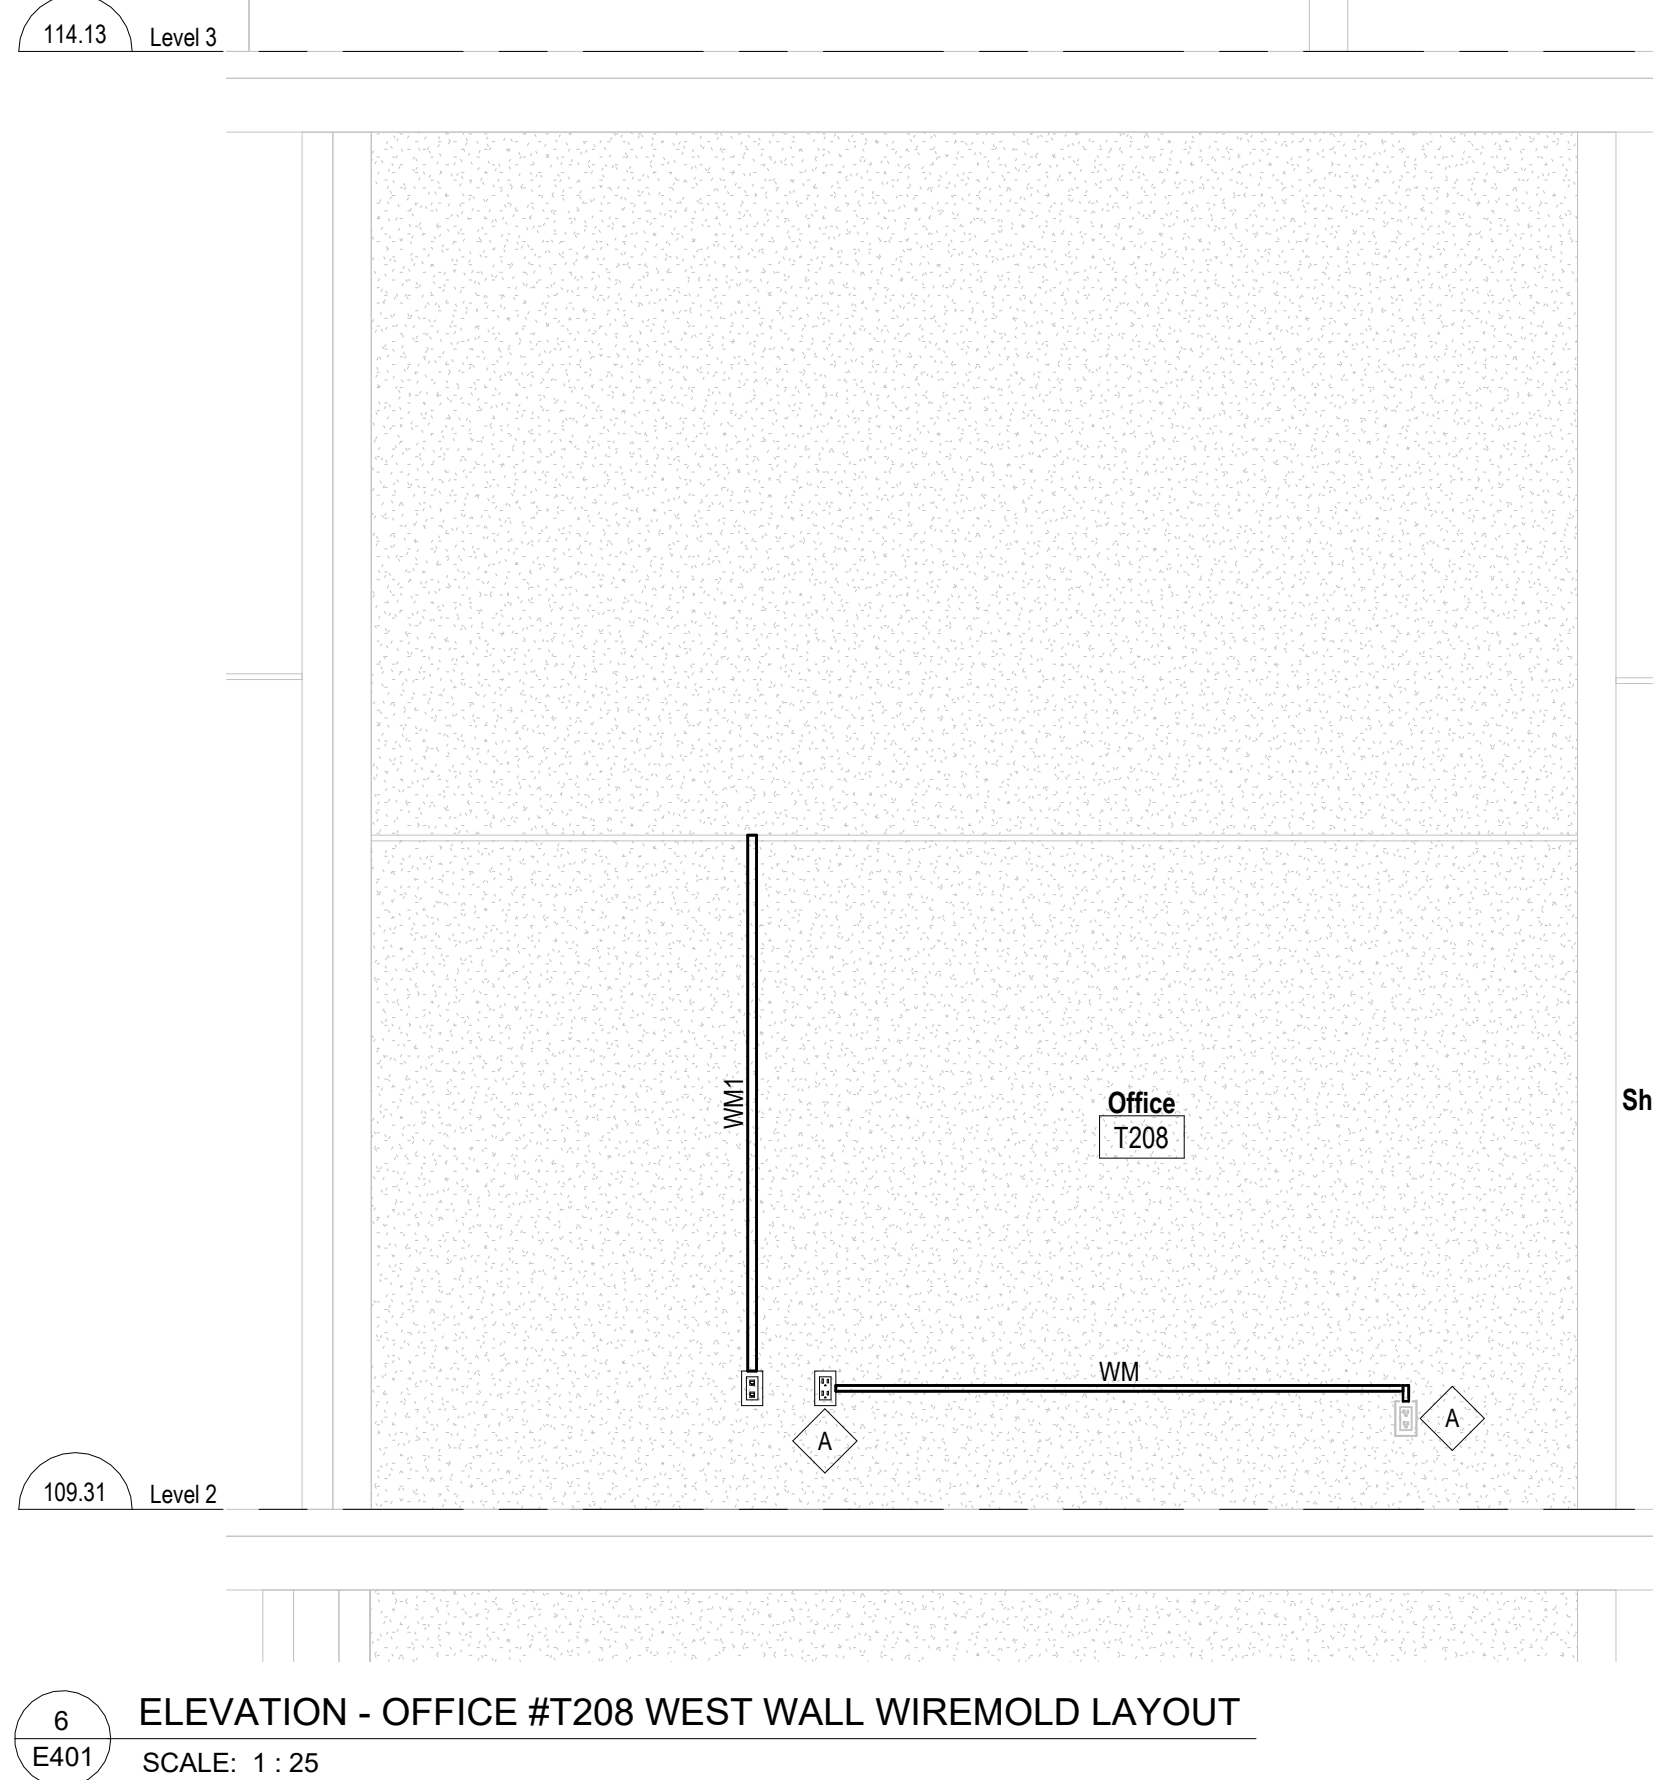 114.13 Level 3
WM1
Office
T208
Sh
WM
A
A
109.31 Level 2
6
E401
ELEVATION - OFFICE #T208 WEST WALL WIREMOLD LAYOUT
SCALE: 1 : 25